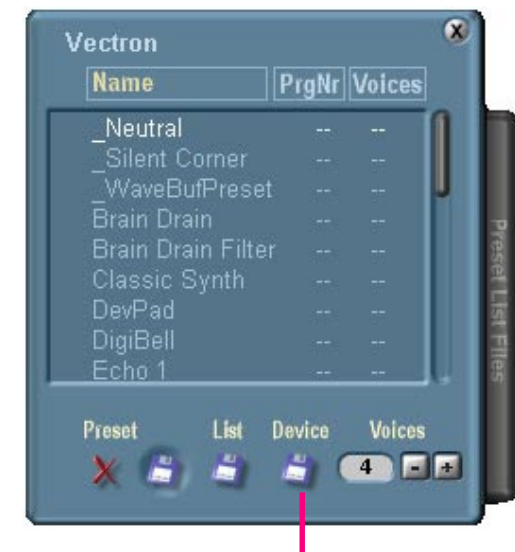 X
Vectron
Name PrgNr Voices
_Neutral -- --
_Silent Corner -- --
_WaveBufPreset -- --
Brain Drain -- --
Brain Drain Filter -- --
Classic Synth -- --
DevPad -- --
DigiBell -- --
Echo 1 -- --
Preset List Device Voices
4 - +
Preset List Files